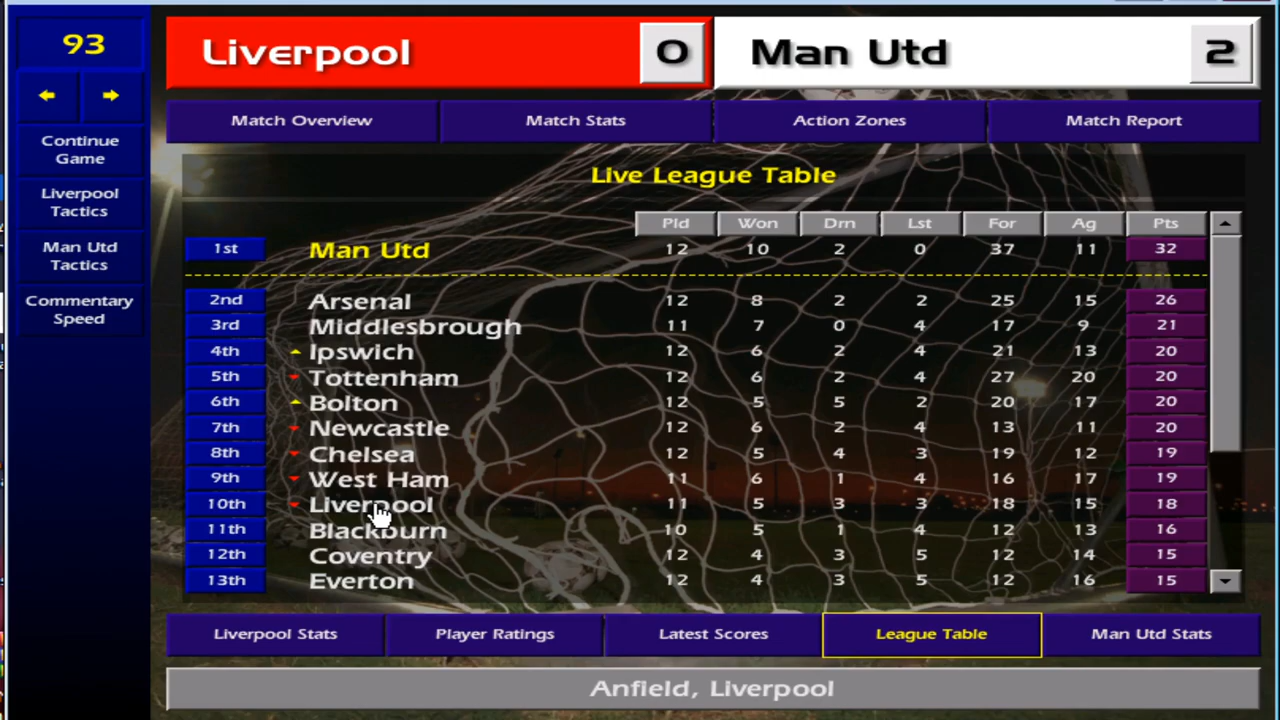 93
Liverpool 0 Man Utd 2
Continue
Game
Liverpool
Tactics
Man Utd
Tactics
Commentary
Speed
Match Overview Match Stats Action Zones Match Report
Live League Table
Pld Won Drn Lst For Ag Pts
1st Man Utd 12 10 2 0 37 11 32
2nd Arsenal 12 8 2 2 25 15 26
3rd Middlesbrough 11 7 0 4 17 9 21
4th Ipswich 12 6 2 4 21 13 20
5th Tottenham 12 6 2 4 27 20 20
6th Bolton 12 5 5 2 20 17 20
7th Newcastle 12 6 2 4 13 11 20
8th Chelsea 12 5 4 3 19 12 19
9th West Ham 11 6 1 4 16 17 19
10th Liverpool 11 5 3 3 18 15 18
11th Blackburn 10 5 1 4 12 13 16
12th Coventry 12 4 3 5 12 14 15
13th Everton 12 4 3 5 12 16 15
Liverpool Stats Player Ratings Latest Scores League Table Man Utd Stats
Anfield, Liverpool